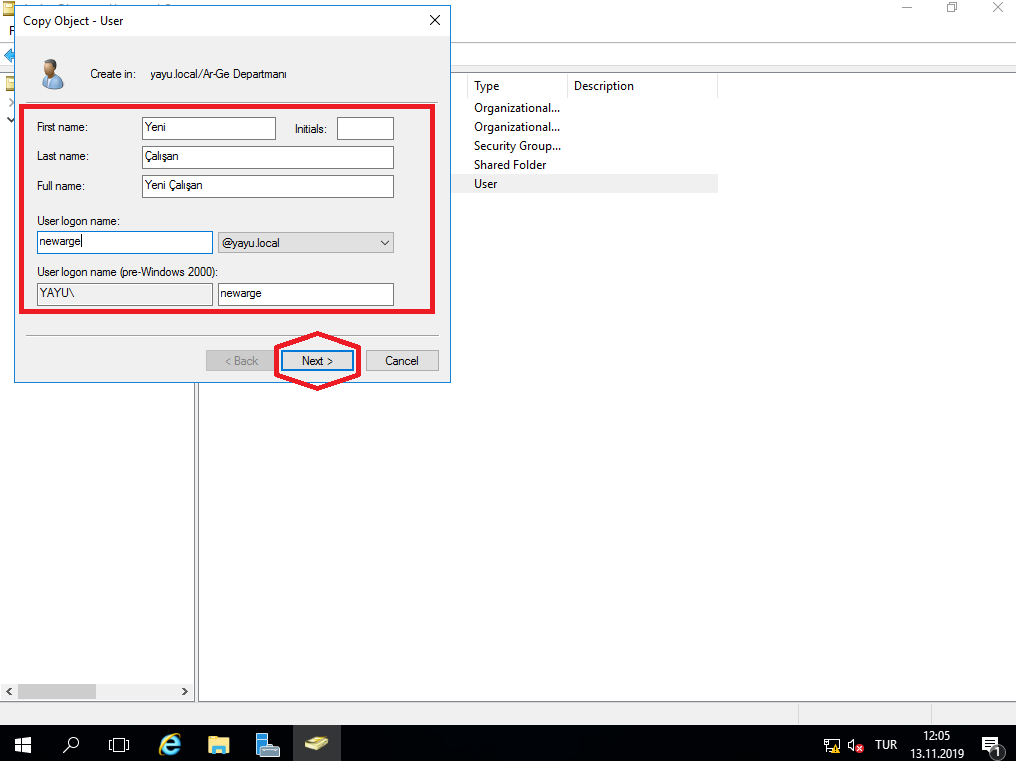 Copy Object - User
Create in: yayu.local/Ar-Ge Departmanı
First name: Yeni Initials:
Last name: Çalışan
Full name: Yeni Çalışan
User logon name:
newarge @yayu.local
User logon name (pre-Windows 2000):
YAYU\ newarge
< Back Next > Cancel
Type Description
Organizational...
Organizational...
Security Group...
Shared Folder
User
TUR
12:05
13.11.2019
1